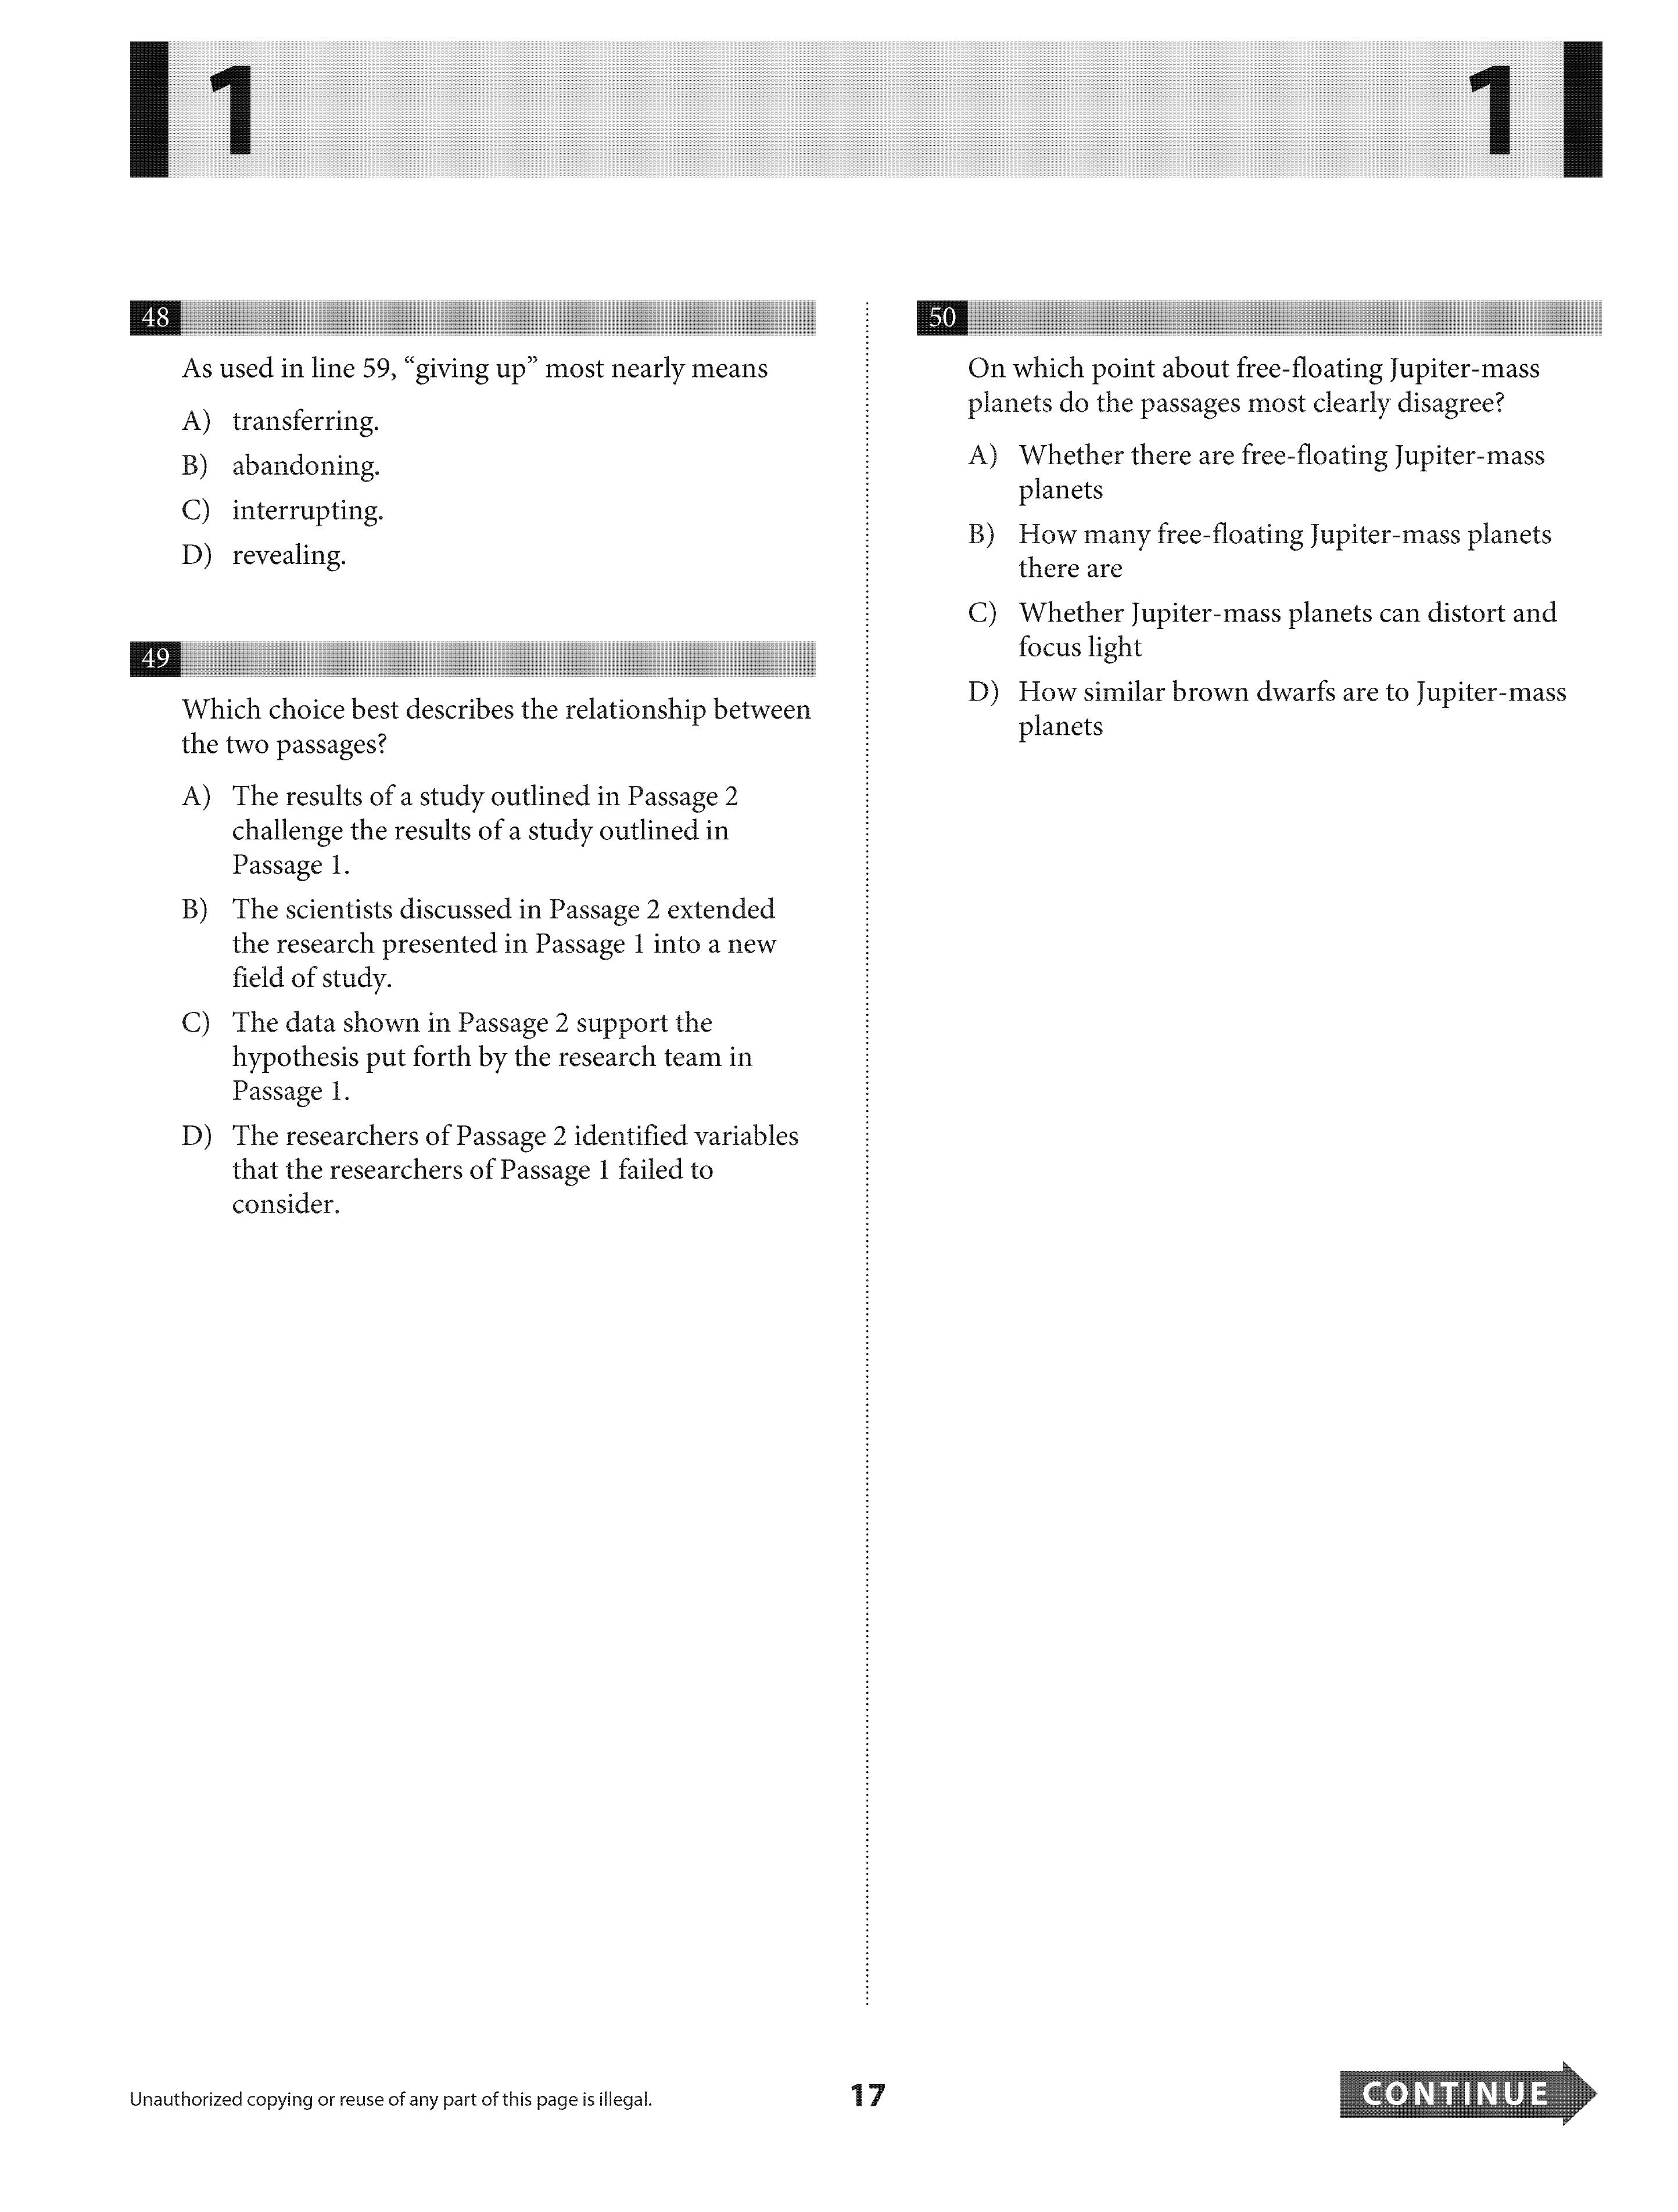 1
1
48
As used in line 59, “giving up” most nearly means
A) transferring.
B) abandoning.
C) interrupting.
D) revealing.
49
Which choice best describes the relationship between
the two passages?
A) The results of a study outlined in Passage 2
challenge the results of a study outlined in
Passage 1.
B) The scientists discussed in Passage 2 extended
the research presented in Passage 1 into a new
field of study.
C) The data shown in Passage 2 support the
hypothesis put forth by the research team in
Passage 1.
D) The researchers of Passage 2 identified variables
that the researchers of Passage 1 failed to
consider.
50
On which point about free-floating Jupiter-mass
planets do the passages most clearly disagree?
A) Whether there are free-floating Jupiter-mass
planets
B) How many free-floating Jupiter-mass planets
there are
C) Whether Jupiter-mass planets can distort and
focus light
D) How similar brown dwarfs are to Jupiter-mass
planets
Unauthorized copying or reuse of any part of this page is illegal.
17
CONTINUE